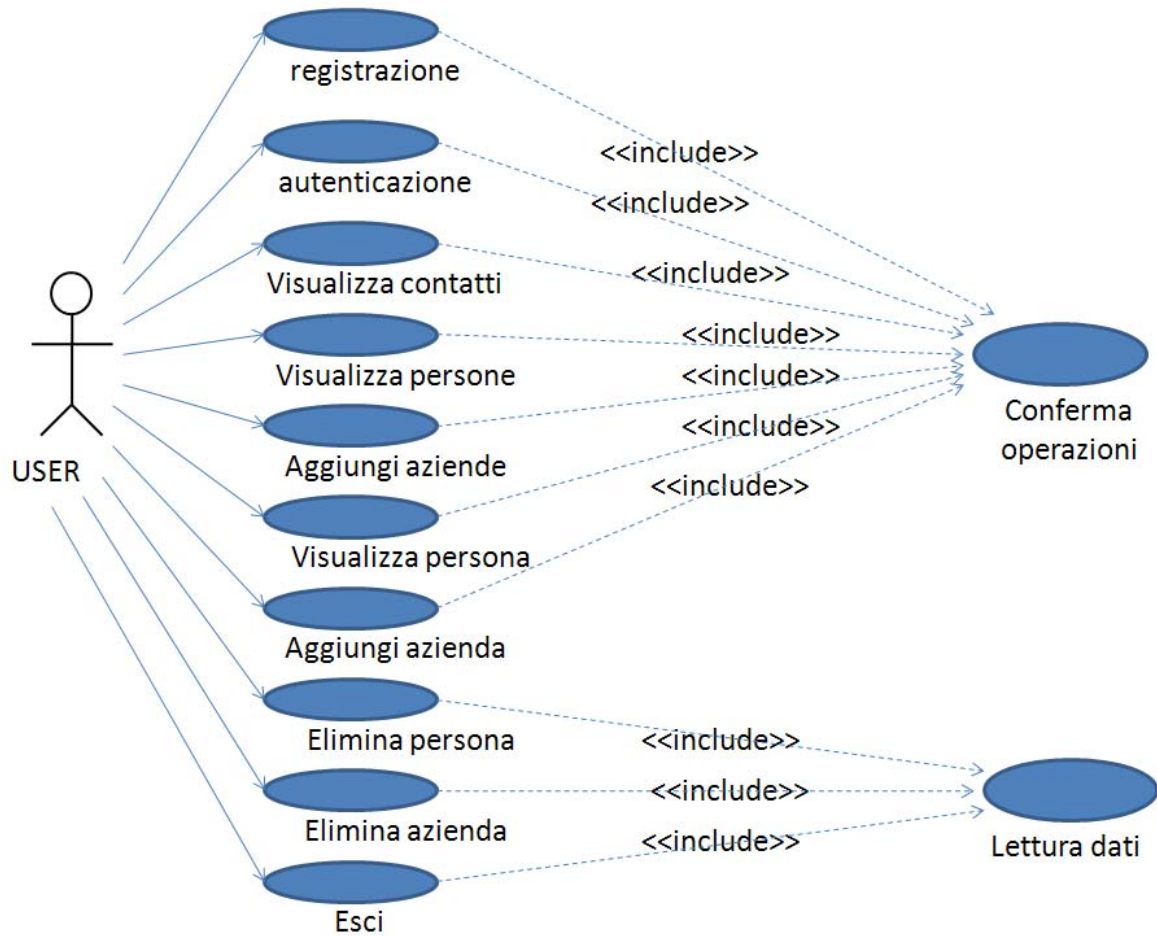 registrazione
<<include>>
autenticazione
<<include>>
<<include>>
Visualizza contatti
<<include>>
Visualizza persone
<<include>>
Conferma
operazioni
<<include>>
Aggiungi aziende
USER
<<include>>
Visualizza persona
Aggiungi azienda
Elimina persona
<<include>>
<<include>>
Elimina azienda
<<include>>
Lettura dati
Esci